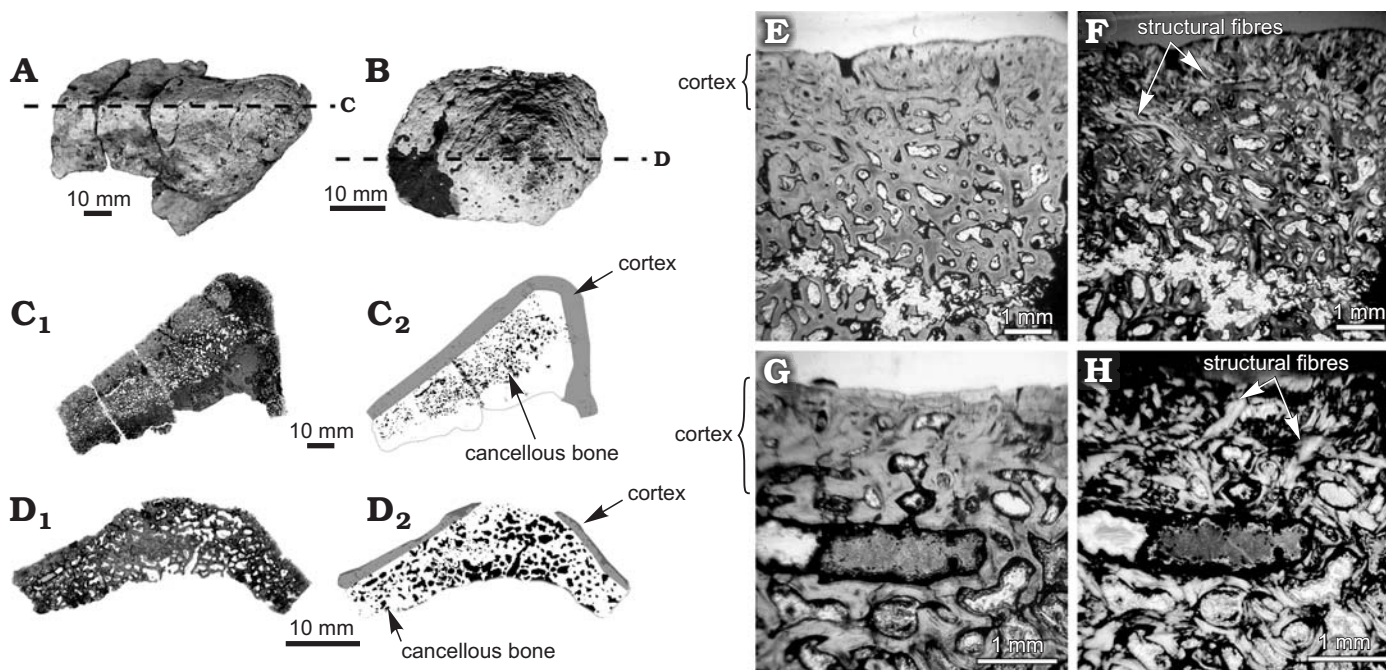 A
C
10 mm
B
D
10 mm
C1
10 mm
C2
cortex
cancellous bone
D1
10 mm
D2
cortex
cancellous bone
E
cortex
1 mm
F
structural fibres
1 mm
G
cortex
1 mm
H
structural fibres
1 mm